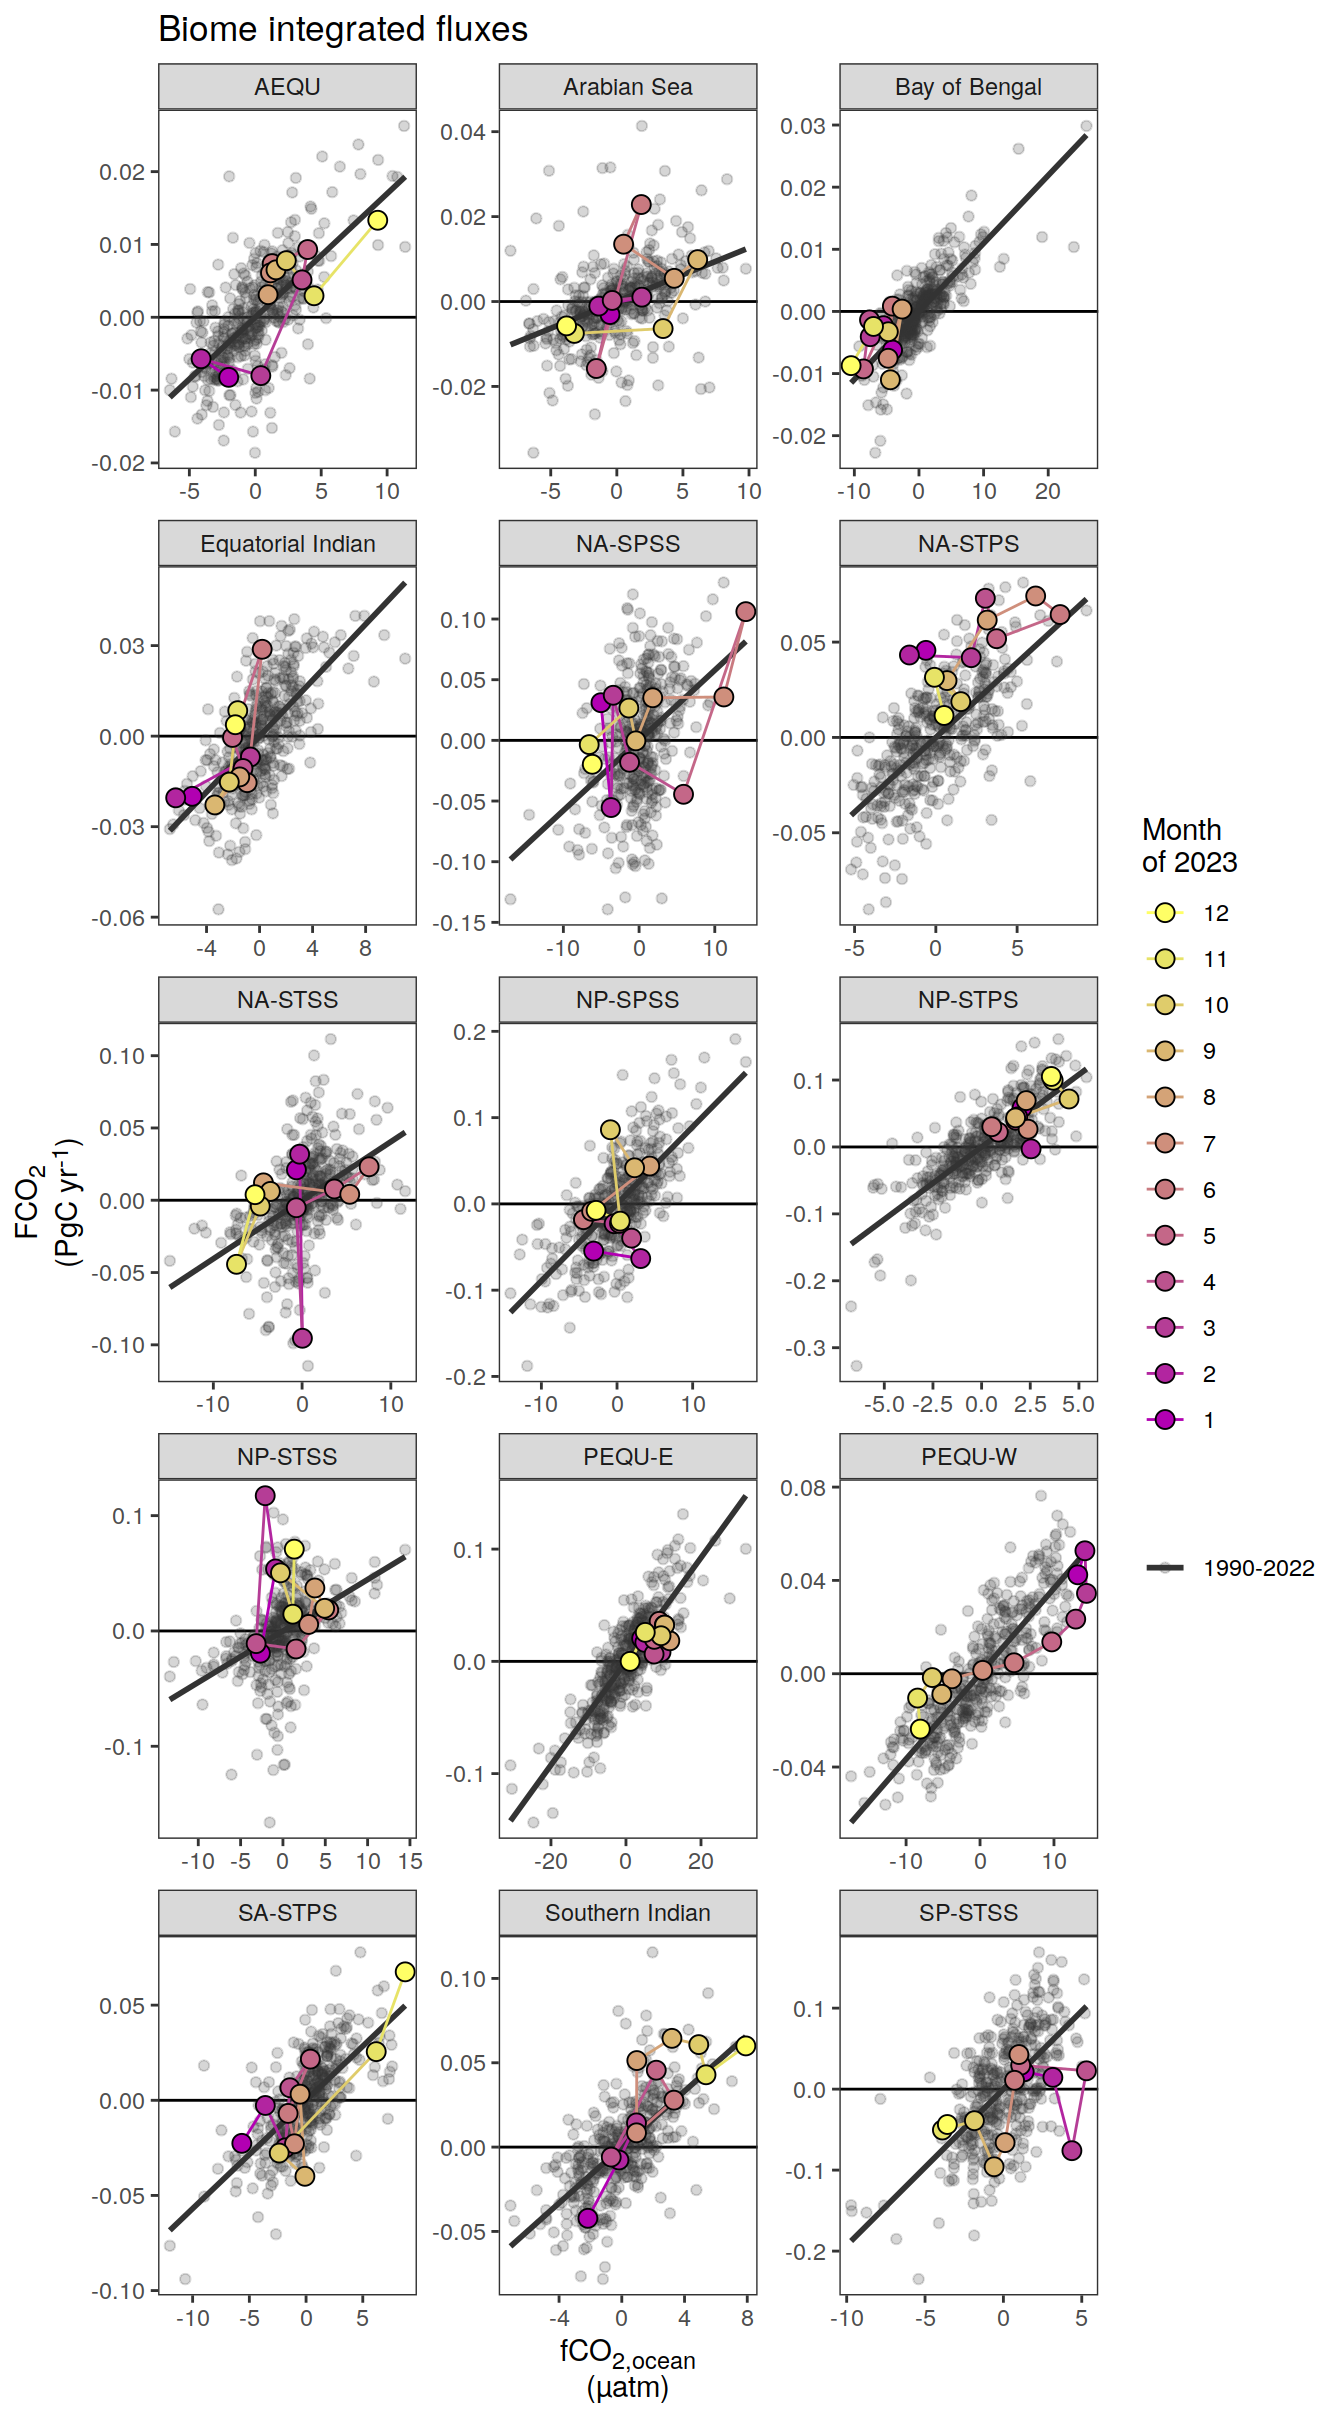 Biome integrated fluxes
AEQU
Arabian Sea
Bay of Bengal
0.02
0.01
0.00
-0.01
-0.02
0.04
0.02
0.00
-0.02
0.03
0.02
0.01
0.00
-0.01
-0.02
-5 0 5 10
-5 0 5 10
-10 0 10 20
Equatorial Indian
NA-SPSS
NA-STPS
0.03
0.00
-0.03
-0.06
0.10
0.05
0.00
-0.05
-0.10
-0.15
0.05
0.00
-0.05
-4 0 4 8
-10 0 10
-5 0 5
NA-STSS
NP-SPSS
NP-STPS
0.10
0.05
0.00
-0.05
-0.10
0.2
0.1
0.0
-0.1
-0.2
0.1
0.0
-0.1
-0.2
-0.3
-10 0 10
-10 0 10
-5.0 -2.5 0.0 2.5 5.0
NP-STSS
PEQU-E
PEQU-W
0.1
0.0
-0.1
0.1
0.0
-0.1
0.08
0.04
0.00
-0.04
-10 -5 0 5 10 15
-20 0 20
-10 0 10
SA-STPS
Southern Indian
SP-STSS
0.05
0.00
-0.05
-0.10
0.10
0.05
0.00
-0.05
0.1
0.0
-0.1
-0.2
-10 -5 0 5
-4 0 4 8
-10 -5 0 5
FCO2
(PgC yr-1)
fCO2,ocean
(µatm)
Month
of 2023
12
11
10
9
8
7
6
5
4
3
2
1
1990-2022